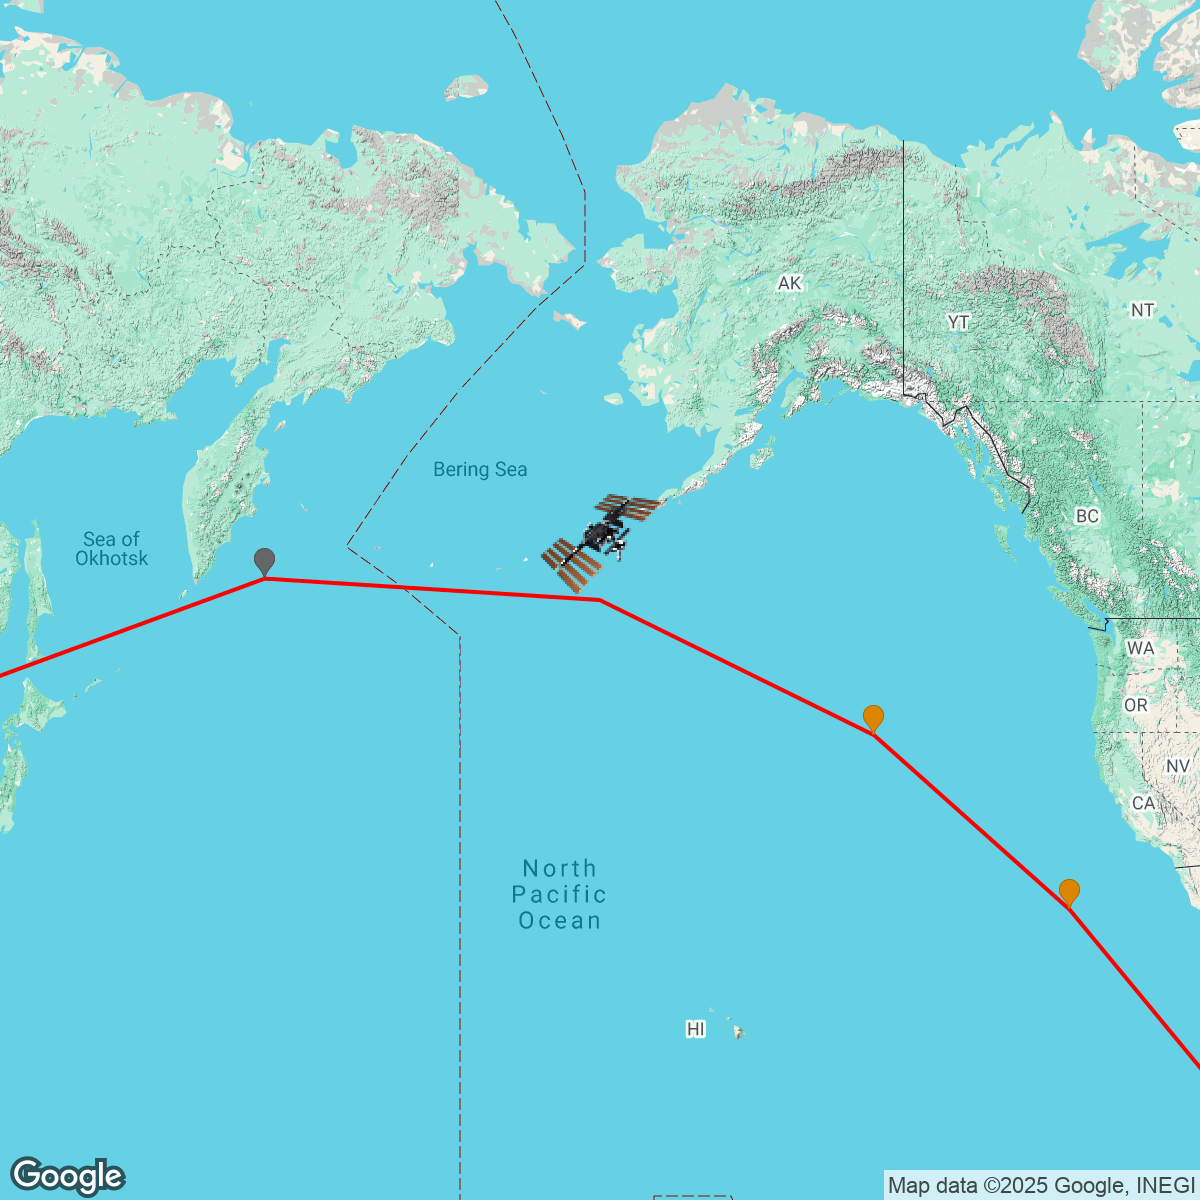 AK
YT
NT
Bering Sea
BC
Sea of
Okhotsk
WA
OR
NV
CA
North
Pacific
Ocean
HI
Google
Map data ©2025 Google, INEGI